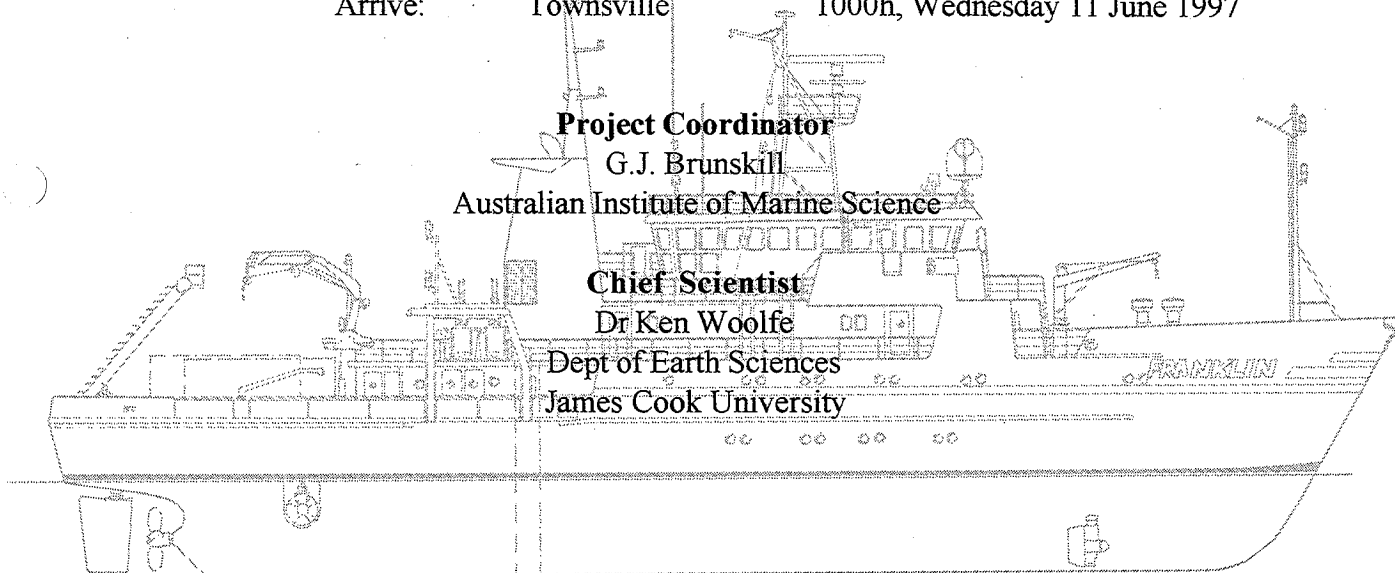 Arrive: Townsville 1000h, Wednesday 11 June 1997
Project Coordinator
G.J. Brunskill
Australian Institute of Marine Science
Chief Scientist
Dr Ken Woolfe
Dept of Earth Sciences
FRANKLIN
James Cook University